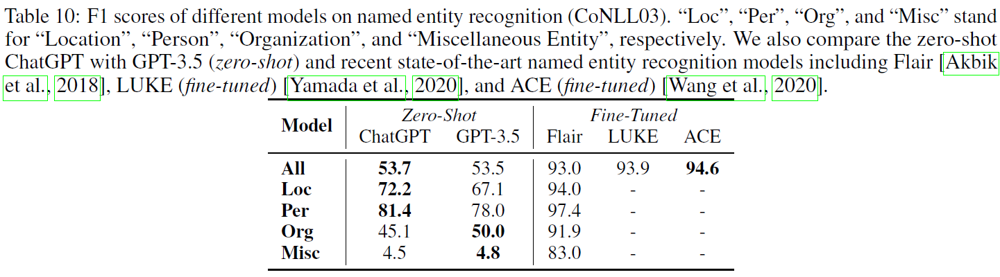 Table 10: F1 scores of different models on named entity recognition (CoNLL03). “Loc”, “Per”, “Org”, and “Misc” stand
for “Location”, “Person”, “Organization”, and “Miscellaneous Entity”, respectively. We also compare the zero-shot
ChatGPT with GPT-3.5 (zero-shot) and recent state-of-the-art named entity recognition models including Flair [Akbik
et al., 2018], LUKE (fine-tuned) [Yamada et al., 2020], and ACE (fine-tuned) [Wang et al., 2020].
Model Zero-Shot Fine-Tuned
ChatGPT GPT-3.5 Flair LUKE ACE
All 53.7 53.5 93.0 93.9 94.6
Loc 72.2 67.1 94.0 - -
Per 81.4 78.0 97.4 - -
Org 45.1 50.0 91.9 - -
Misc 4.5 4.8 83.0 - -